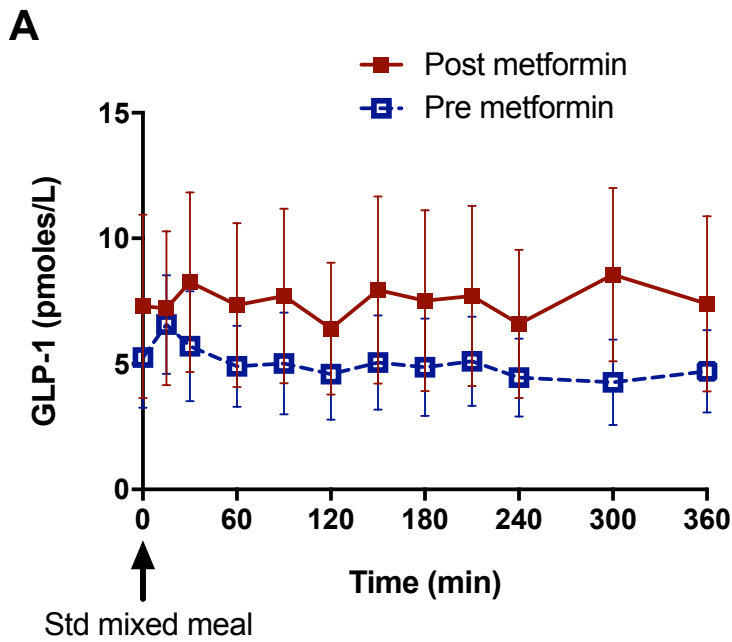 A
Post metformin
Pre metformin
15
10
5
0
GLP-1 (pmoles/L)
0 60 120 180 240 300 360
Time (min)
Std mixed meal